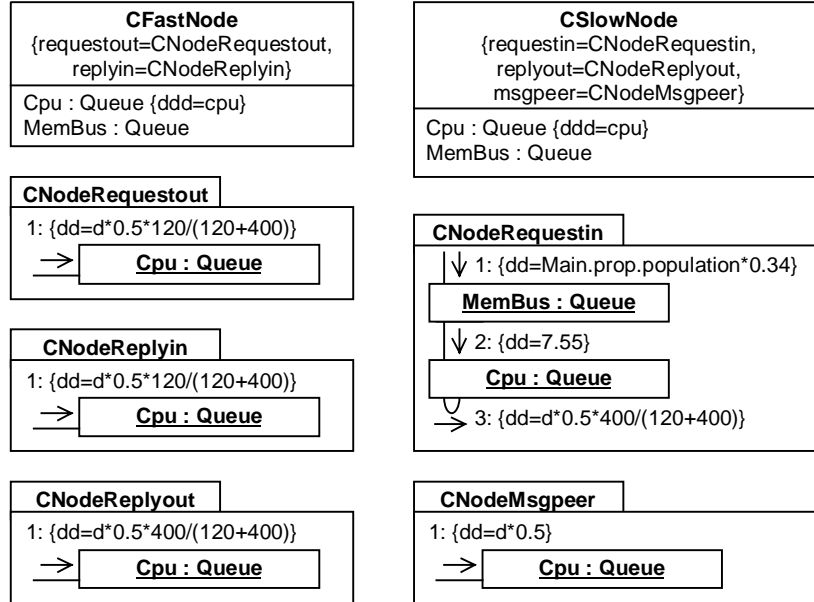 CFastNode
{requestout=CNodeRequestout,
replyin=CNodeReplyin}
Cpu : Queue {ddd=cpu}
MemBus : Queue
CSlowNode
{requestin=CNodeRequestin,
replyout=CNodeReplyout,
msgpeer=CNodeMsgpeer}
Cpu : Queue {ddd=cpu}
MemBus : Queue
CNodeRequestout
1: {dd=d*0.5*120/(120+400)}
Cpu : Queue
CNodeRequestin
1: {dd=Main.prop.population*0.34}
MemBus : Queue
2: {dd=7.55}
Cpu : Queue
3: {dd=d*0.5*400/(120+400)}
CNodeReplyin
1: {dd=d*0.5*120/(120+400)}
Cpu : Queue
CNodeReplyout
1: {dd=d*0.5*400/(120+400)}
Cpu : Queue
CNodeMsgpeer
1: {dd=d*0.5}
Cpu : Queue